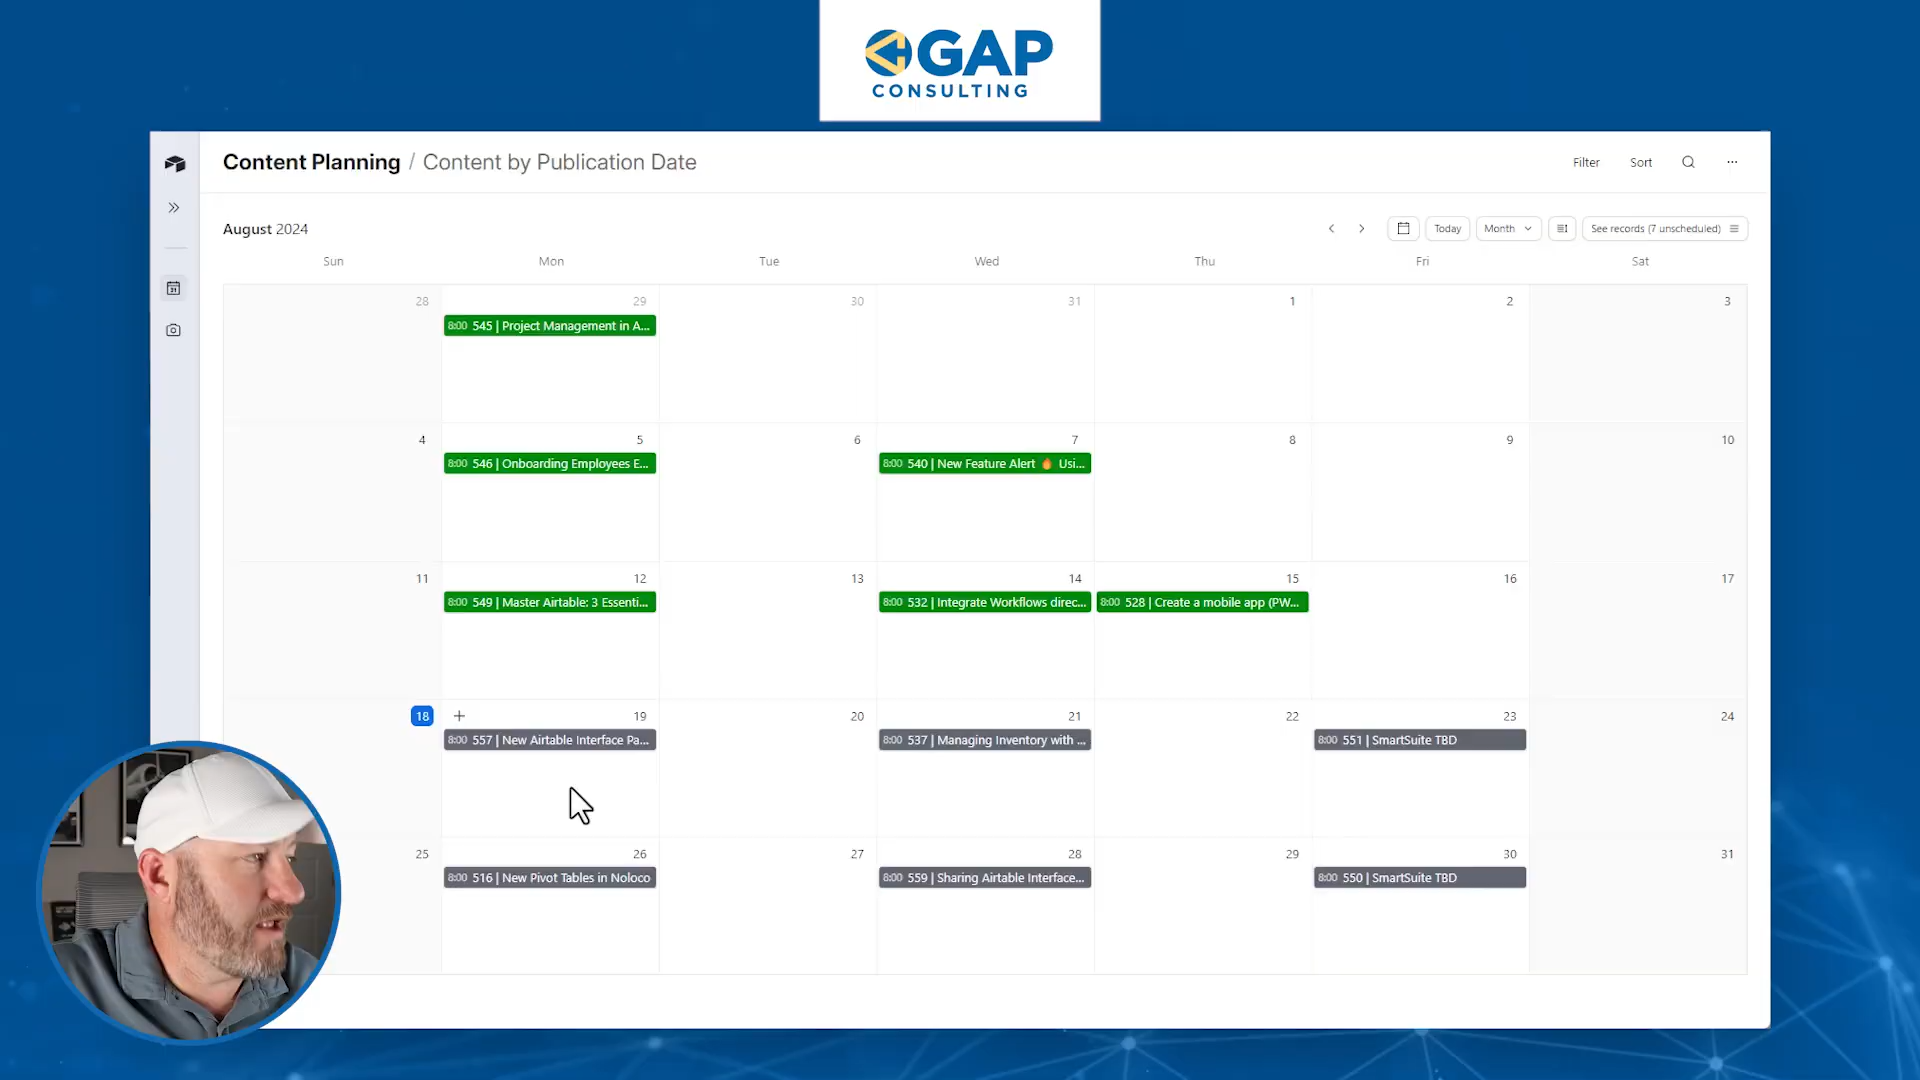 GAP
CONSULTING
Content Planning / Content by Publication Date
Filter
Sort
...
August 2024
Today
Month
See records (7 unscheduled)
Sun
Mon
Tue
Wed
Thu
Fri
Sat
28
29
30
31
1
2
3
8:00 545 | Project Management in A...
4
5
6
7
8
9
10
8:00 546 | Onboarding Employees E...
8:00 540 | New Feature Alert 🔥 Usi...
11
12
13
14
15
16
17
8:00 549 | Master Airtable: 3 Essenti...
8:00 532 | Integrate Workflows direc...
8:00 528 | Create a mobile app (PW...
18
19
20
21
22
23
24
8:00 557 | New Airtable Interface Pa...
8:00 537 | Managing Inventory with ...
8:00 551 | SmartSuite TBD
25
26
27
28
29
30
31
8:00 516 | New Pivot Tables in Noloco
8:00 559 | Sharing Airtable Interface...
8:00 550 | SmartSuite TBD